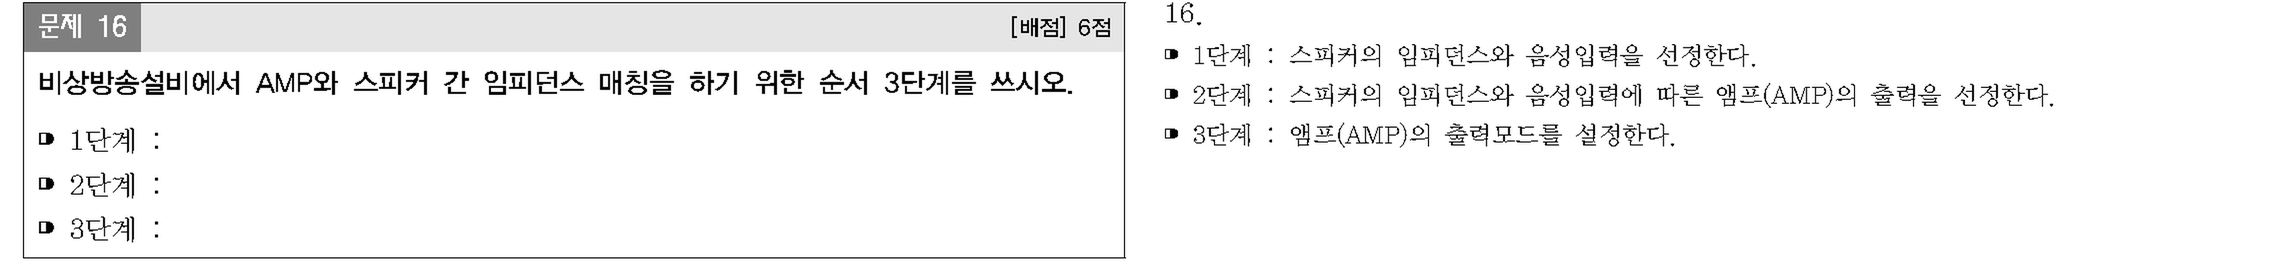 문제 16 [배점] 6점
비상방송설비에서 AMP와 스피커 간 임피던스 매칭을 하기 위한 순서 3단계를 쓰시오.
1단계 :
2단계 :
3단계 :
16.
1단계 : 스피커의 임피던스와 음성입력을 선정한다.
2단계 : 스피커의 임피던스와 음성입력에 따른 앰프(AMP)의 출력을 선정한다.
3단계 : 앰프(AMP)의 출력모드를 설정한다.